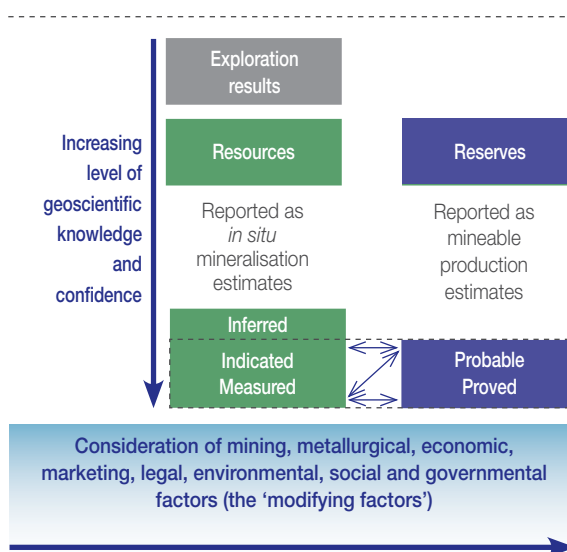 Exploration
results
Increasing
level of
geoscientific
knowledge
and
confidence
Resources
Reserves
Reported as
in situ
mineralisation
estimates
Reported as
mineable
production
estimates
Inferred
Indicated
Measured
Probable
Proved
Consideration of mining, metallurgical, economic,
marketing, legal, environmental, social and governmental
factors (the ‘modifying factors’)